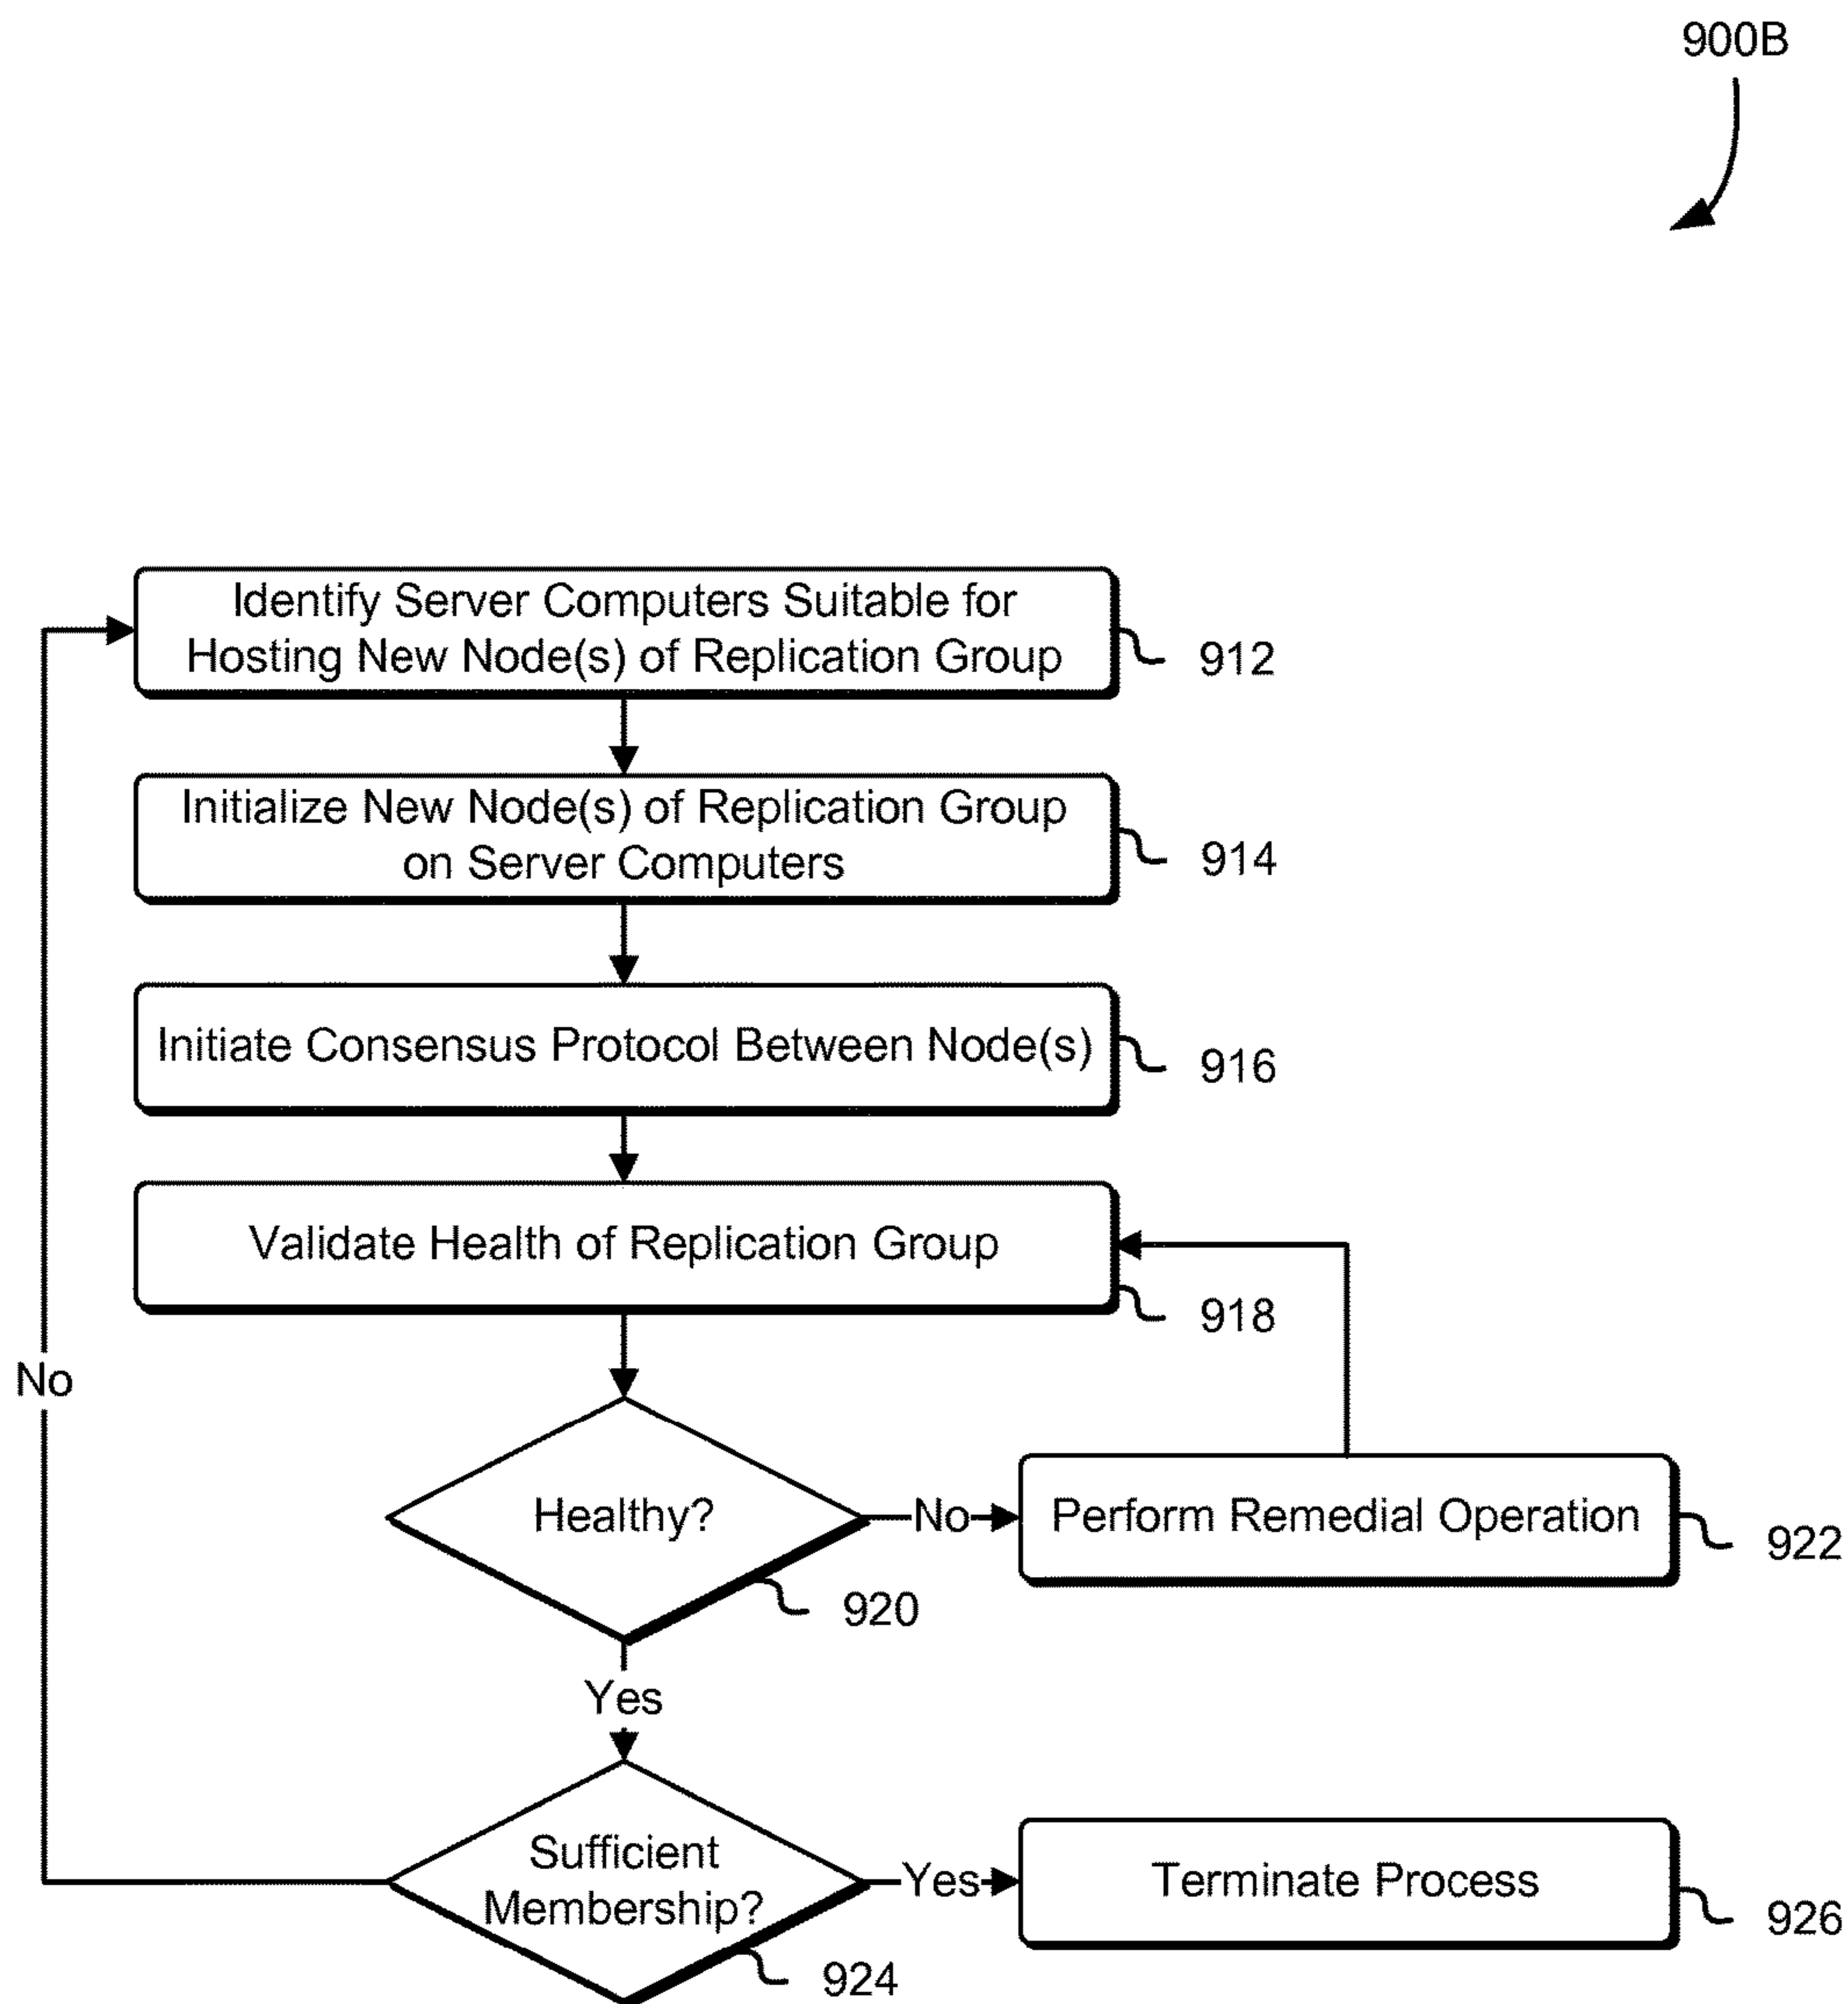 900B
Identify Server Computers Suitable for
Hosting New Node(s) of Replication Group
912
Initialize New Node(s) of Replication Group
on Server Computers
914
Initiate Consensus Protocol Between Node(s)
916
Validate Health of Replication Group
918
No
Healthy?
No
Perform Remedial Operation
922
920
Yes
Sufficient
Membership?
Yes
Terminate Process
926
924